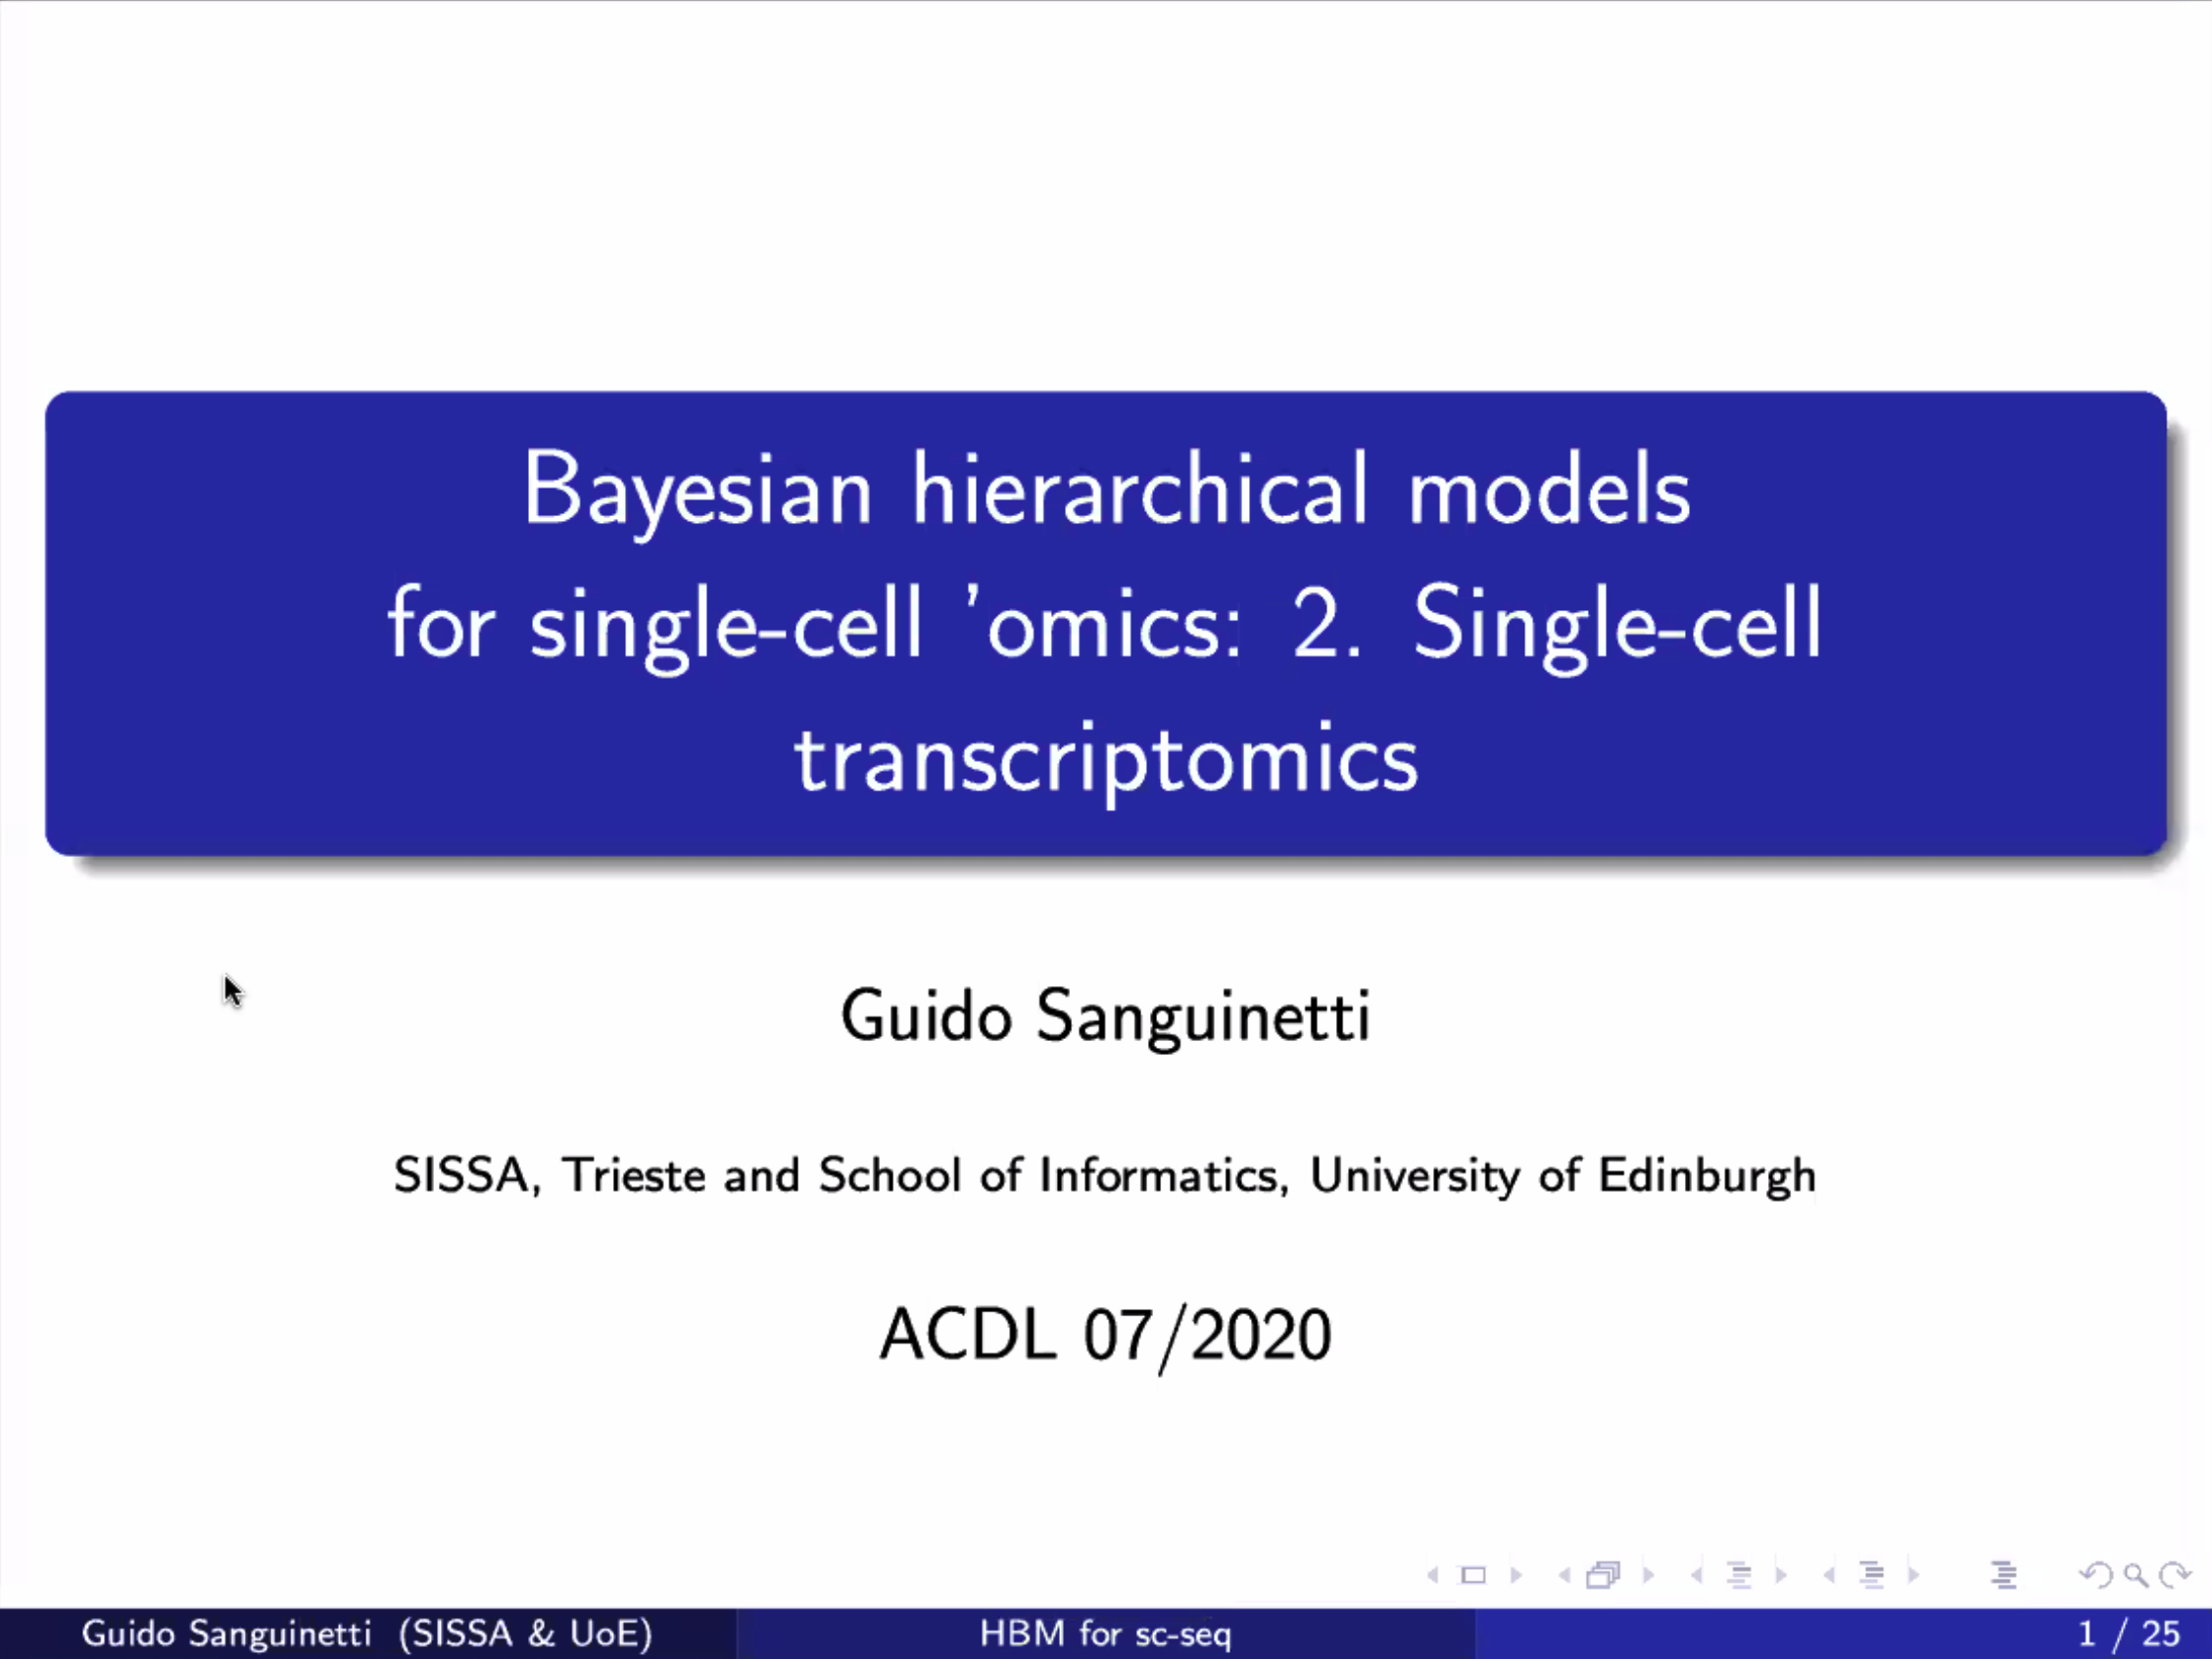 Bayesian hierarchical models
for single-cell 'omics: 2. Single-cell
transcriptomics
Guido Sanguinetti
SISSA, Trieste and School of Informatics, University of Edinburgh
ACDL 07/2020
Guido Sanguinetti (SISSA & UoE)
HBM for sc-seq
1 / 25